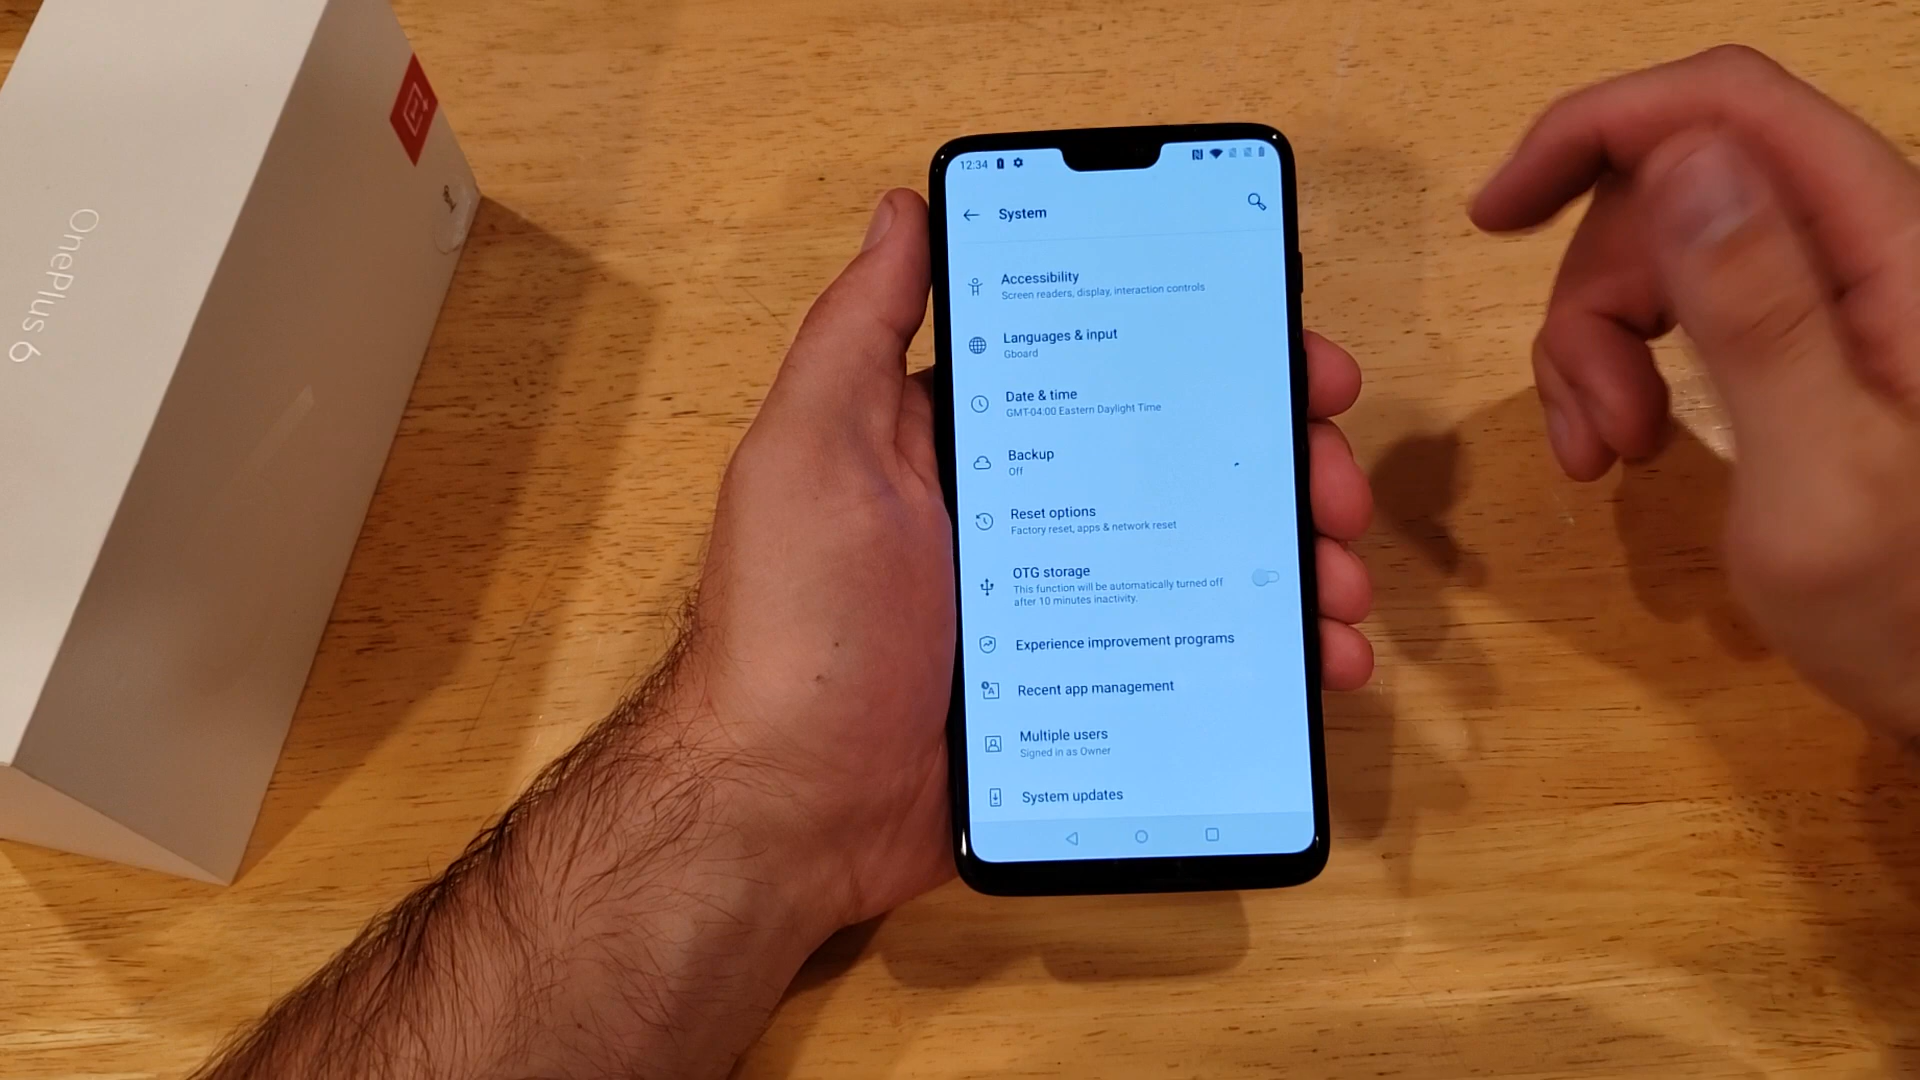 OnePlus 6
12:34
System
Accessibility
Screen readers, display, interaction controls
Languages & input
Gboard
Date & time
GMT-04:00 Eastern Daylight Time
Backup
Off
Reset options
Factory reset, apps & network reset
OTG storage
This function will be automatically turned off
after 10 minutes inactivity.
Experience improvement programs
Recent app management
Multiple users
Signed in as Owner
System updates